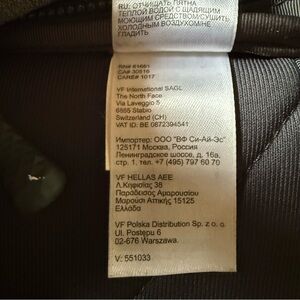 RU: ОТЧИЩАТЬ ПЯТНА
ТЕПЛОЙ ВОДОЙ С ЩАДЯЩИМ
МОЮЩИМ СРЕДСТВОМ/СУШИТЬ
ХОЛОДНЫМ ВОЗДУХОМ/НЕ
ГЛАДИТЬ
RN# 61661
CA# 30516
CARE# 1017
VF International SAGL
The North Face
Via Laveggio 5
6855 Stabio
Switzerland (CH)
VAT ID: BE 0872394541
Импортер: ООО "ВФ Си-Ай-Эс"
125171 Москва, Россия
Ленинградское шоссе, д. 16а,
стр. 1, тел. +7 (495) 797 60 70
VF HELLAS AEE
Λ.Κηφισίας 38
Παράδεισος Αμαρουσίου
Μαρούσι Αττικής 15125
Ελλάδα
VF Polska Distribution Sp. z o. o.
Ul. Postępu 6
02-676 Warszawa.
V: 551033